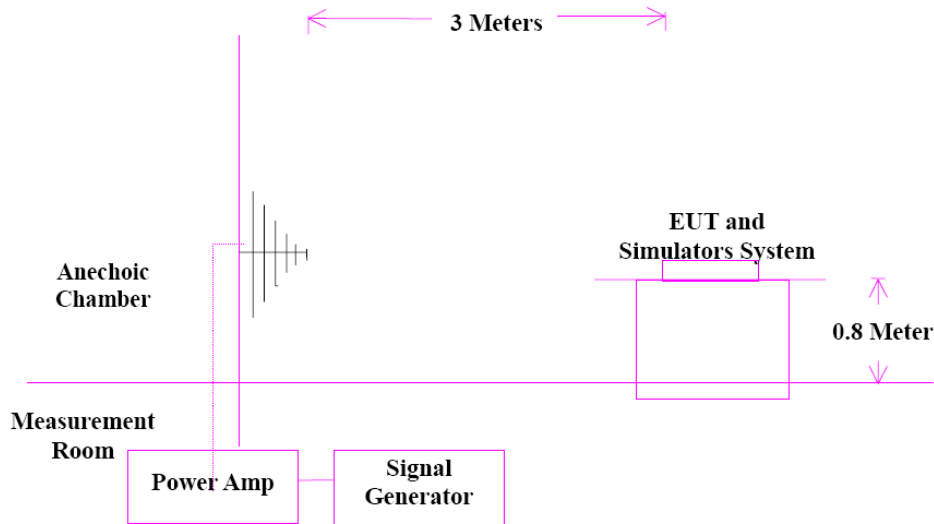 3 Meters
EUT and
Simulators System
Anechoic
Chamber
0.8 Meter
Measurement
Room
Power Amp
Signal
Generator